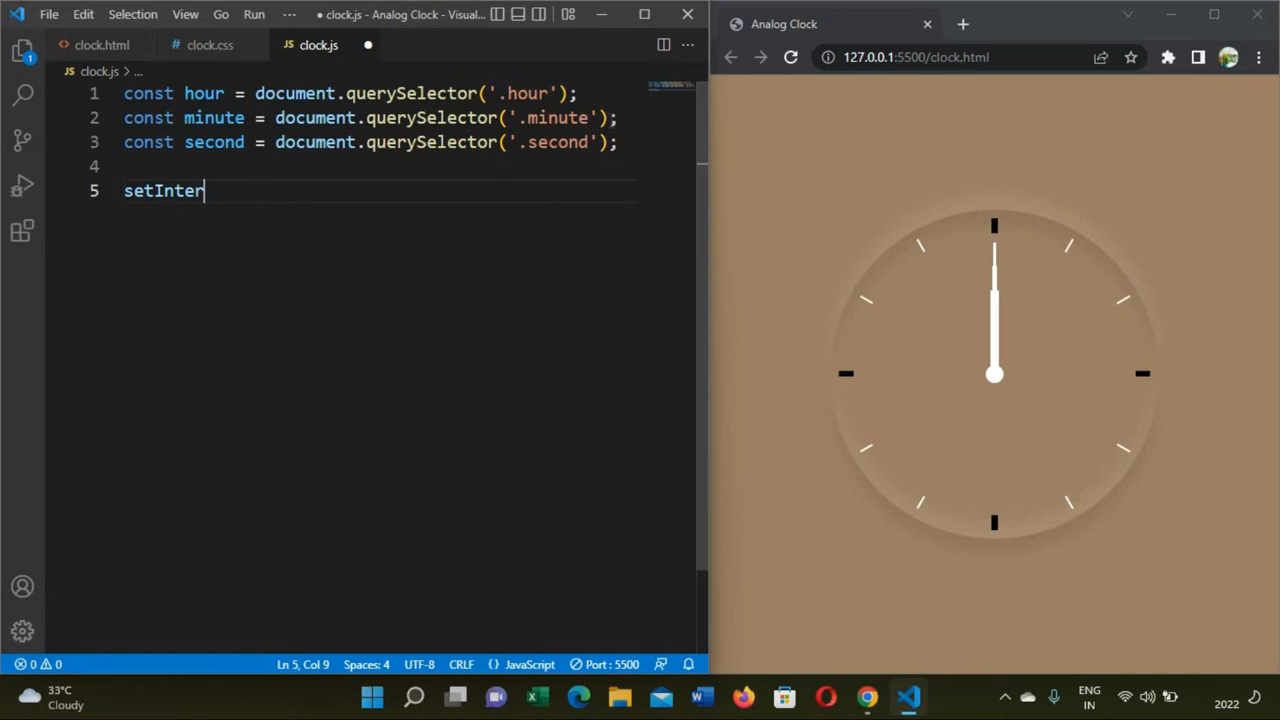 File Edit Selection View Go Run ··· ● clock.js - Analog Clock - Visual...
clock.html clock.css JS clock.js
JS clock.js > ...
1 const hour = document.querySelector('.hour');
2 const minute = document.querySelector('.minute');
3 const second = document.querySelector('.second');
4
5 setInter
0 0 Ln 5, Col 9 Spaces: 4 UTF-8 CRLF {} JavaScript Port : 5500
1
Analog Clock
127.0.0.1:5500/clock.html
33°C
Cloudy
ENG
IN
2022